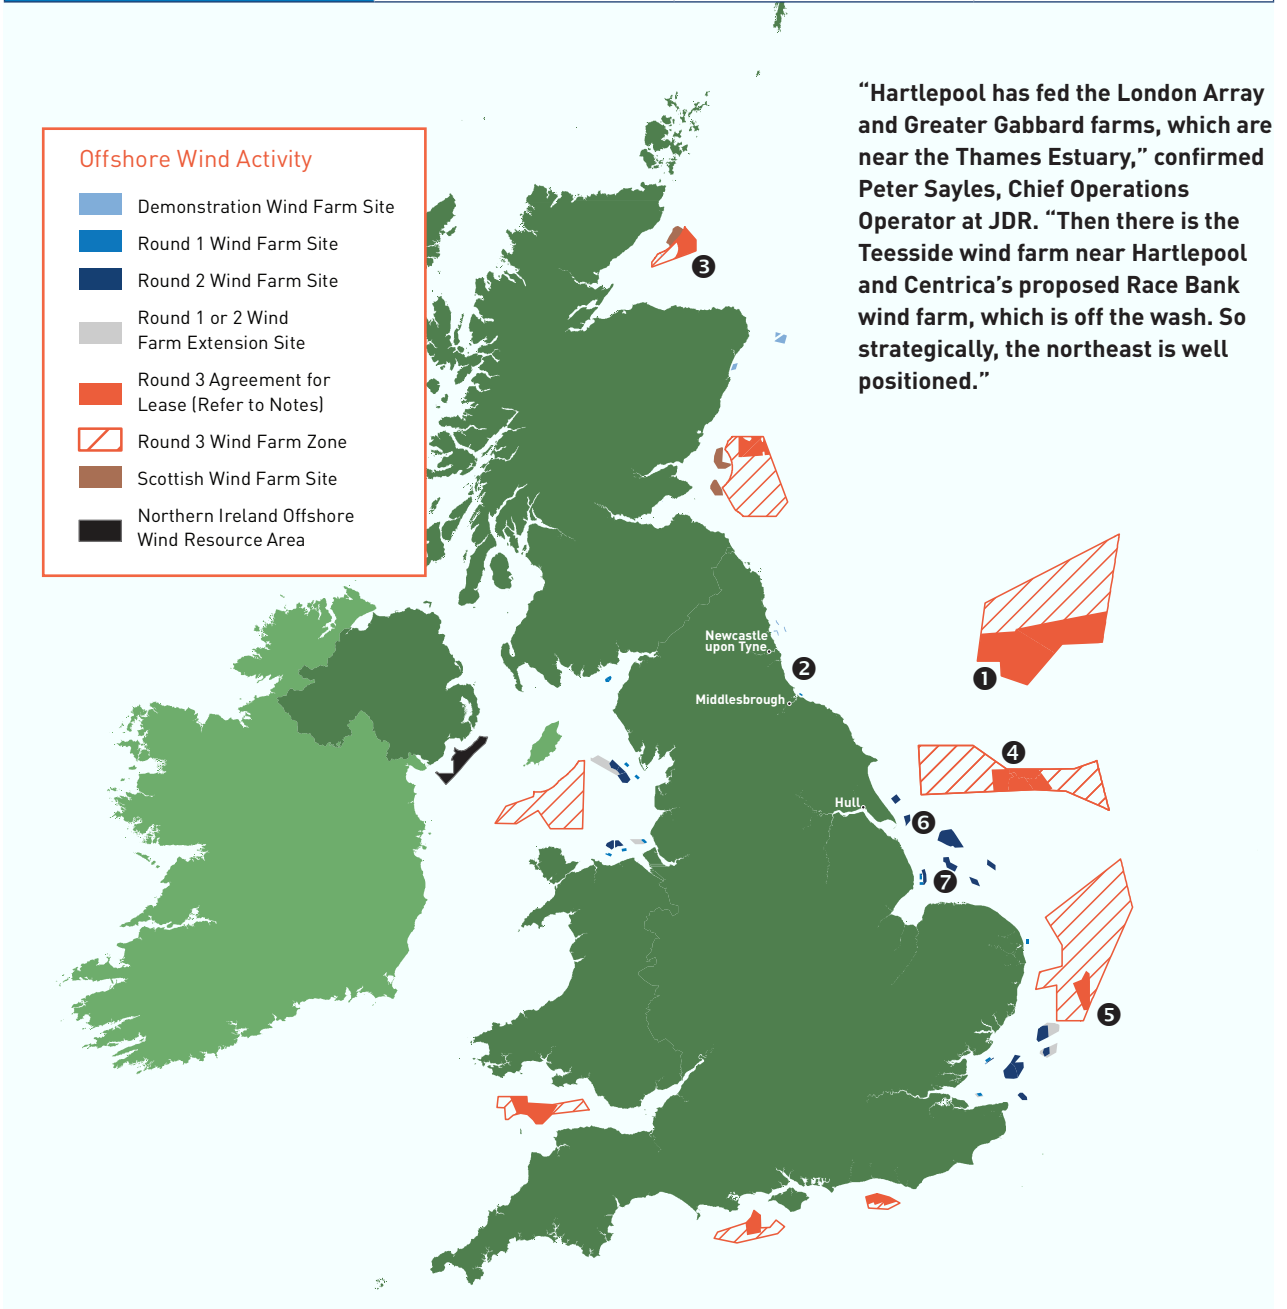 “Hartlepool has fed the London Array
and Greater Gabbard farms, which are
near the Thames Estuary,” confirmed
Peter Sayles, Chief Operations
Operator at JDR. “Then there is the
Teesside wind farm near Hartlepool
and Centrica’s proposed Race Bank
wind farm, which is off the wash. So
strategically, the northeast is well
positioned.”
Offshore Wind Activity
Demonstration Wind Farm Site
Round 1 Wind Farm Site
Round 2 Wind Farm Site
Round 1 or 2 Wind
Farm Extension Site
Round 3 Agreement for
Lease (Refer to Notes)
Round 3 Wind Farm Zone
Scottish Wind Farm Site
Northern Ireland Offshore
Wind Resource Area
3
Newcastle
upon Tyne
2
1
Middlesbrough
4
Hull
6
7
5